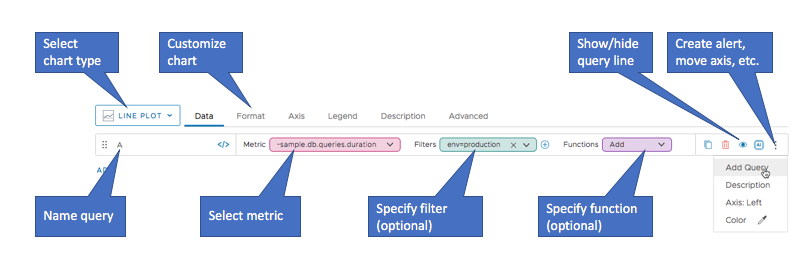 Select
chart type
Customize
chart
Show/hide
query line
Create alert,
move axis, etc.
LINE PLOT
Data
Format
Axis
Legend
Description
Advanced
A
</>
Metric
~sample.db.queries.duration
Filters
env=production
Functions
Add
AI
Add Query
Description
Axis: Left
Color
Name query
Select metric
Specify filter
(optional)
Specify function
(optional)